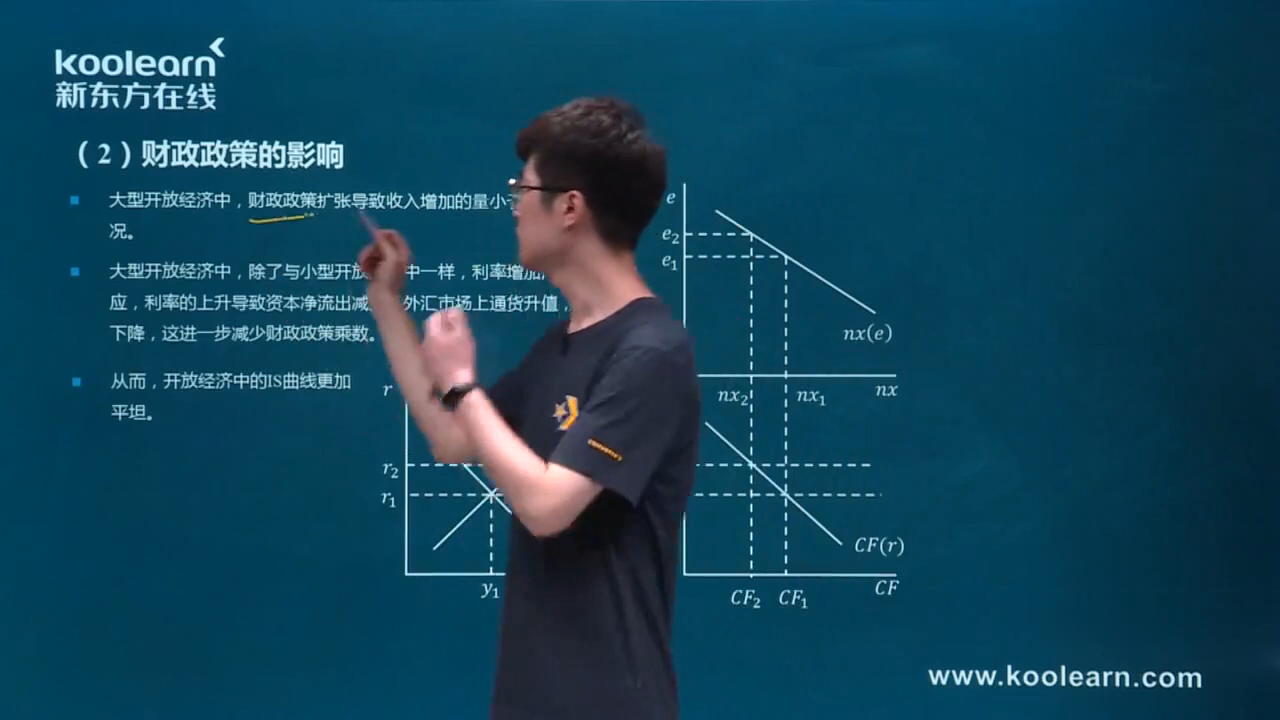 koolearn
新东方在线
（2）财政政策的影响
大型开放经济中，财政政策扩张导致收入增加的量小
况。
大型开放经济中，除了与小型开放 中一样，利率增加
应，利率的上升导致资本净流出减 外汇市场上通货升值，
下降，这进一步减少财政政策乘数。
从而，开放经济中的IS曲线更加
平坦。
e
e₂
e₁
nx(e)
nx₂
nx₁
nx
r
r₂
r₁
y₁
CF(r)
CF
CF₂
CF₁
www.koolearn.com